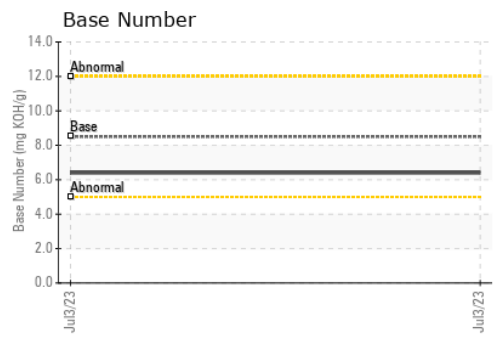 Base Number
14.0
Abnormal
12.0
10.0
Base
8.0
6.0
Abnormal
4.0
2.0
0.0
Base Number (mg KOH/g)
Jul3/23
Jul3/23